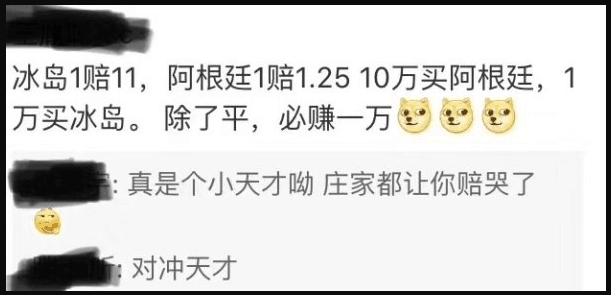 冰岛1赔11，阿根廷1赔1.25 10万买阿根廷，1
万买冰岛。 除了平，必赚一万
: 真是个小天才呦 庄家都让你赔哭了
: 对冲天才